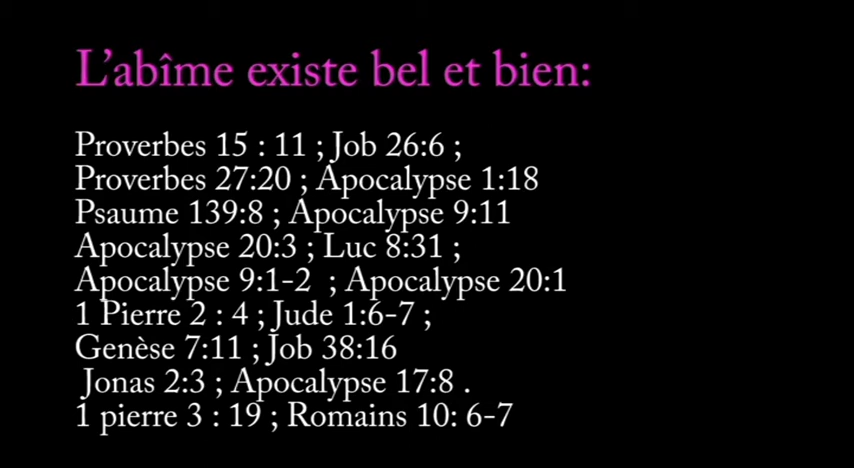 L'abîme existe bel et bien:
Proverbes 15 : 11 ; Job 26:6 ;
Proverbes 27:20 ; Apocalypse 1:18
Psaume 139:8 ; Apocalypse 9:11
Apocalypse 20:3 ; Luc 8:31 ;
Apocalypse 9:1-2  ; Apocalypse 20:1
1 Pierre 2 : 4 ; Jude 1:6-7 ;
Genèse 7:11 ; Job 38:16
Jonas 2:3 ; Apocalypse 17:8 .
1 pierre 3 : 19 ; Romains 10: 6-7